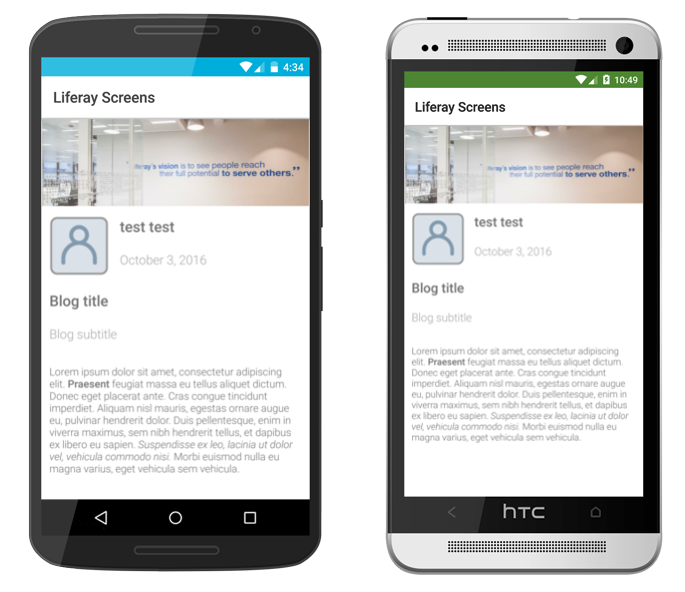 4:34
Liferay Screens
liferay's vision is to see people reach
their full potential to serve others.”
test test
October 3, 2016
Blog title
Blog subtitle
Lorem ipsum dolor sit amet, consectetur adipiscing
elit. Praesent feugiat massa eu tellus aliquet dictum.
Donec eget placerat ante. Cras congue tincidunt
imperdiet. Aliquam nisl mauris, egestas ornare augue
eu, pulvinar hendrerit dolor. Duis pellentesque, enim in
viverra maximus, sem nibh hendrerit tellus, et dapibus
ex libero eu sapien. Suspendisse ex leo, lacinia ut dolor
vel, vehicula commodo nisi. Morbi euismod nulla eu
magna varius, eget vehicula sem vehicula.
10:49
Liferay Screens
liferay's vision is to see people reach
their full potential to serve others.”
test test
October 3, 2016
Blog title
Blog subtitle
Lorem ipsum dolor sit amet, consectetur adipiscing
elit. Praesent feugiat massa eu tellus aliquet dictum.
Donec eget placerat ante. Cras congue tincidunt
imperdiet. Aliquam nisl mauris, egestas ornare augue
eu, pulvinar hendrerit dolor. Duis pellentesque, enim in
viverra maximus, sem nibh hendrerit tellus, et dapibus
ex libero eu sapien. Suspendisse ex leo, lacinia ut dolor
vel, vehicula commodo nisi. Morbi euismod nulla eu
magna varius, eget vehicula sem vehicula.
hTC